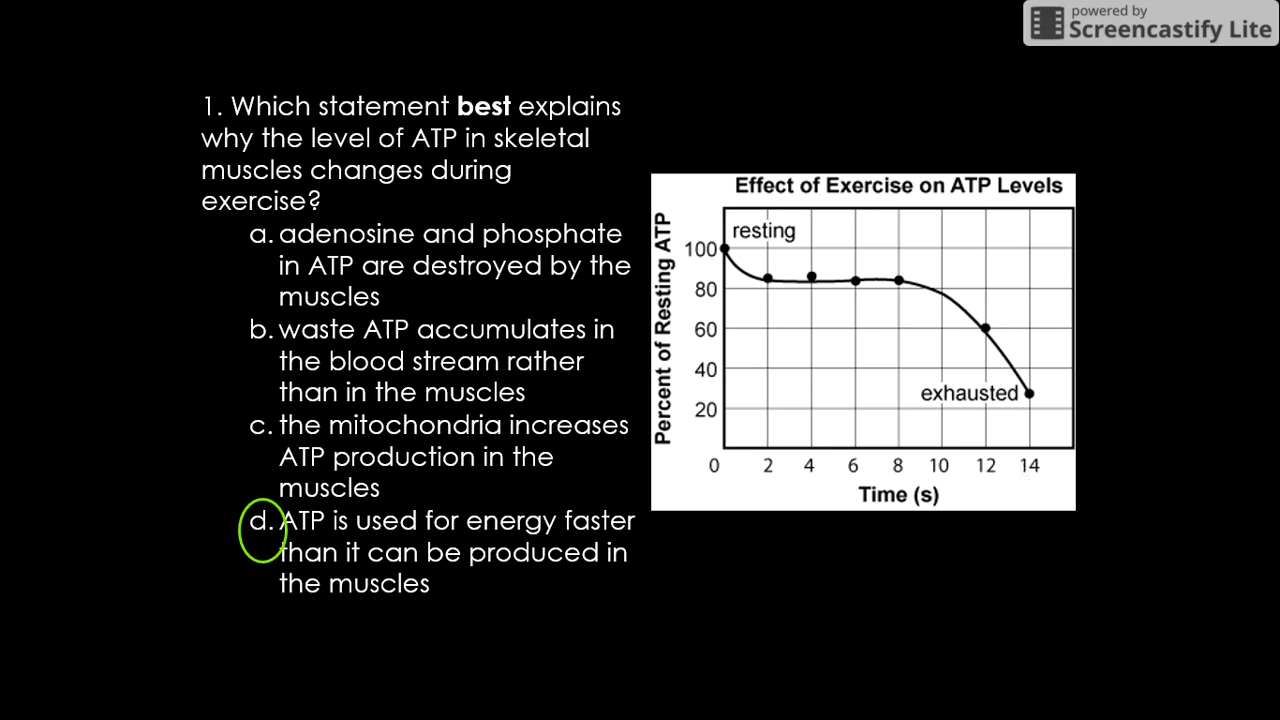 powered by
Screencastify Lite
1. Which statement best explains
why the level of ATP in skeletal
muscles changes during
exercise?
a. adenosine and phosphate
in ATP are destroyed by the
muscles
b. waste ATP accumulates in
the blood stream rather
than in the muscles
c. the mitochondria increases
ATP production in the
muscles
d. ATP is used for energy faster
than it can be produced in
the muscles
Effect of Exercise on ATP Levels
Percent of Resting ATP
resting
100
80
60
40
exhausted
20
0 2 4 6 8 10 12 14
Time (s)